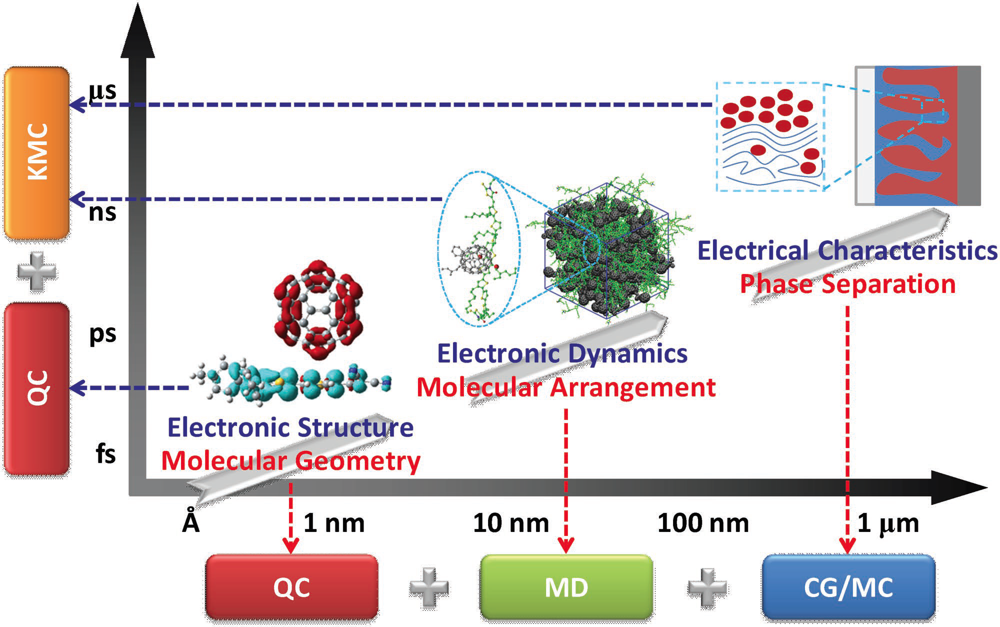 KMC
QC
μs
ns
ps
fs
Electrical Characteristics
Phase Separation
Electronic Dynamics
Molecular Arrangement
Electronic Structure
Molecular Geometry
Å
1 nm
10 nm
100 nm
1 μm
QC
MD
CG/MC